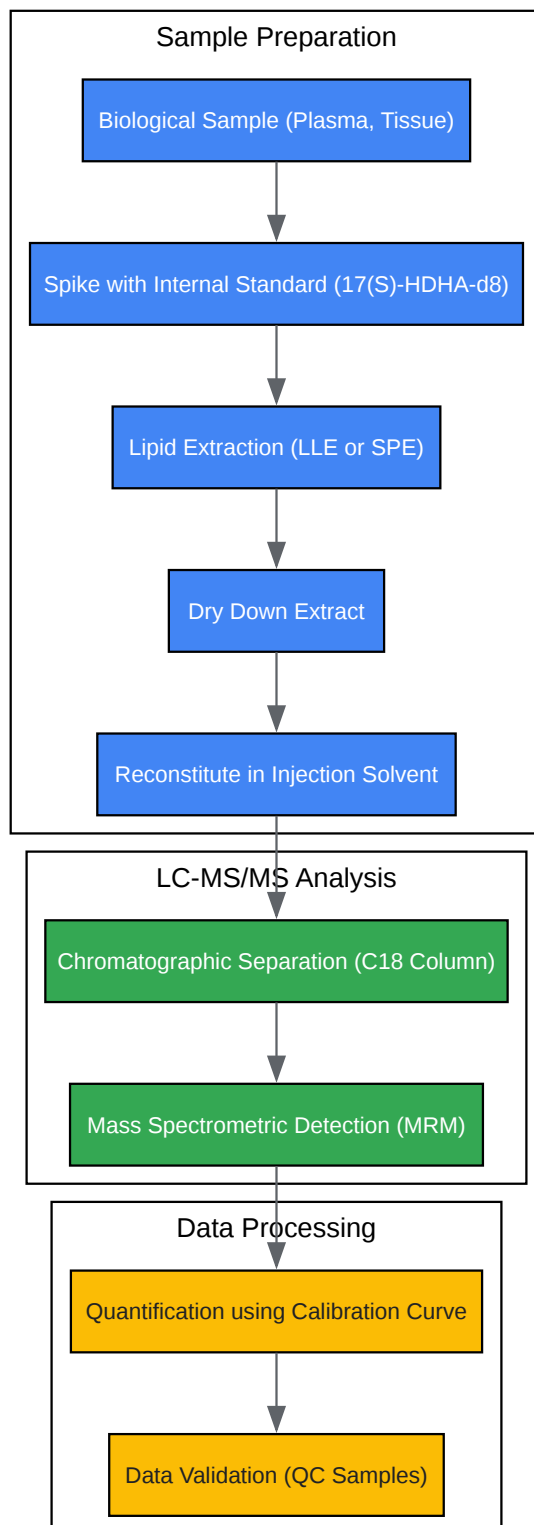 Sample Preparation
Biological Sample (Plasma, Tissue)
Spike with Internal Standard (17(S)-HDHA-d8)
Lipid Extraction (LLE or SPE)
Dry Down Extract
Reconstitute in Injection Solvent
LC-MS/MS Analysis
Chromatographic Separation (C18 Column)
Mass Spectrometric Detection (MRM)
Data Processing
Quantification using Calibration Curve
Data Validation (QC Samples)